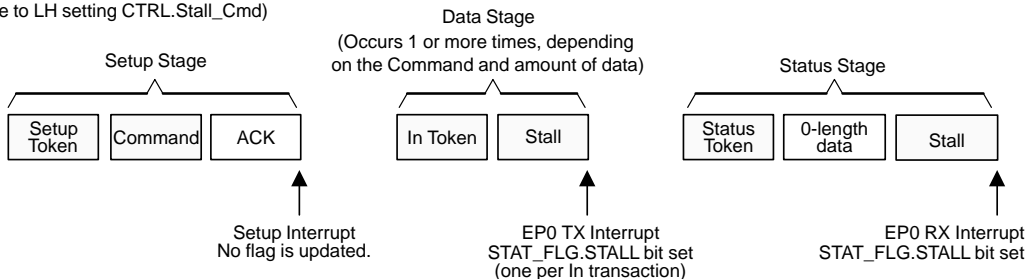 e to LH setting CTRL.Stall_Cmd)
Data Stage
(Occurs 1 or more times, depending
on the Command and amount of data)
Setup Stage
Status Stage
Setup
Token
Command
ACK
In Token
Stall
Status
Token
0-length
data
Stall
Setup Interrupt
No flag is updated.
EP0 TX Interrupt
STAT_FLG.STALL bit set
(one per In transaction)
EP0 RX Interrupt
STAT_FLG.STALL bit set